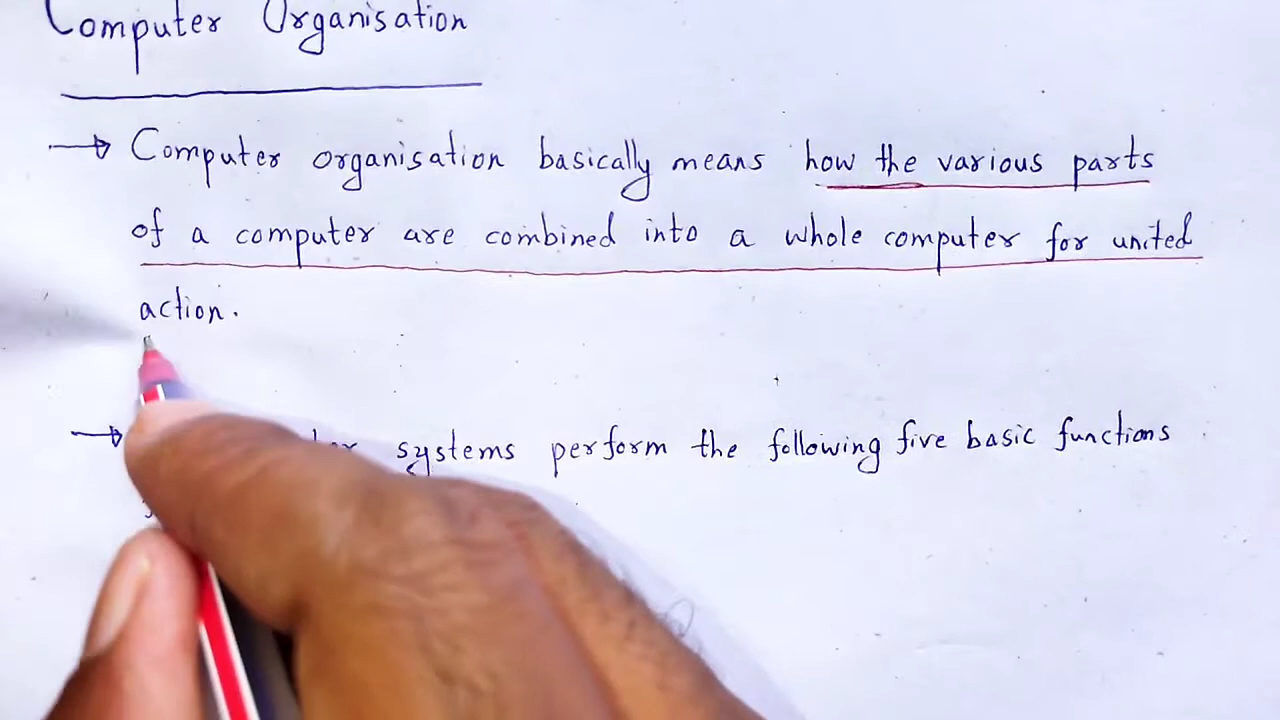 Computer Organisation
→ Computer organisation basically means how the various parts
of a computer are combined into a whole computer for united
action.
→ systems perform the following five basic functions